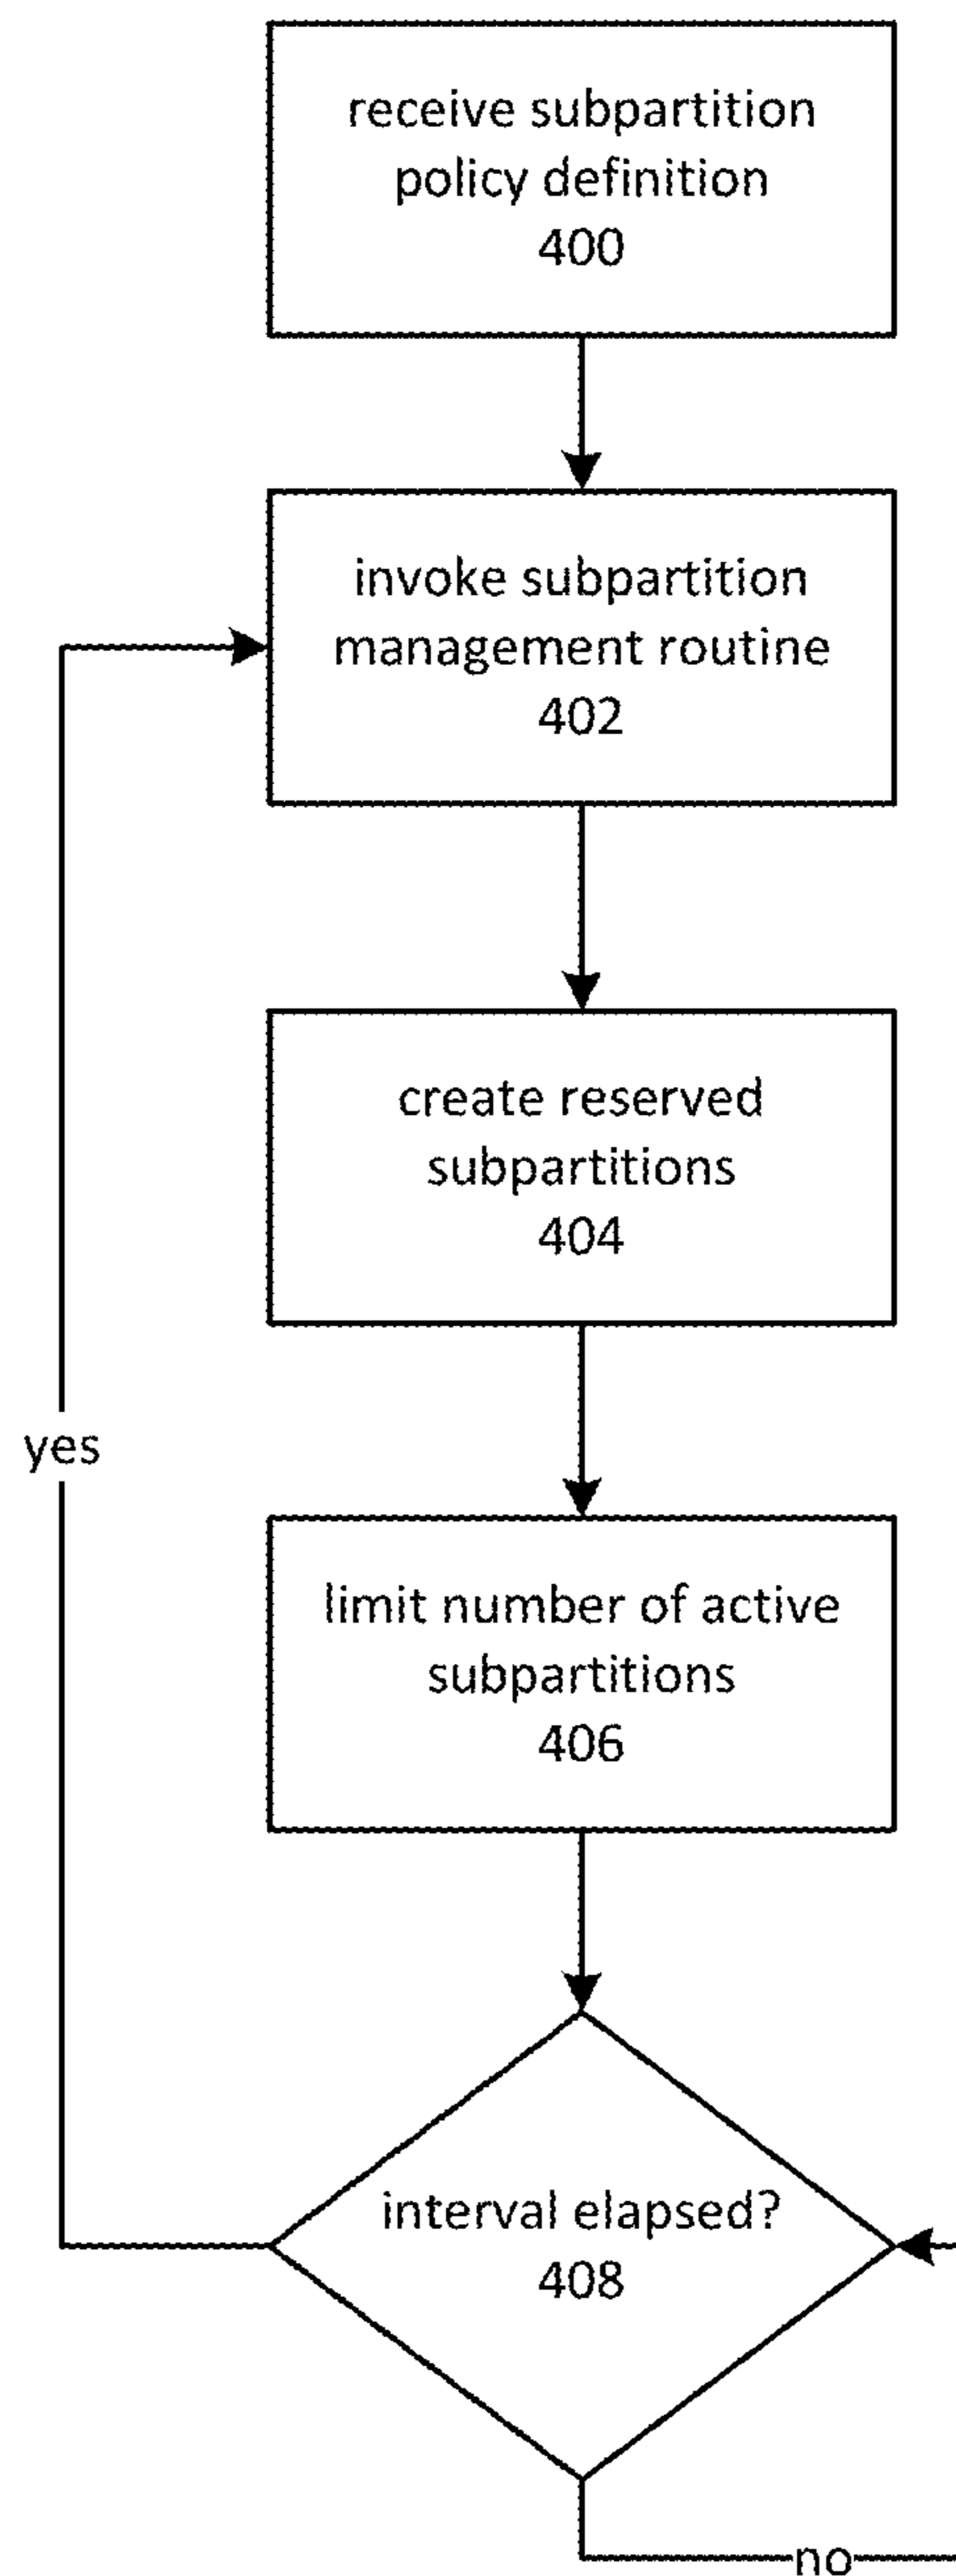 receive subpartition
policy definition
400
invoke subpartition
management routine
402
create reserved
subpartitions
404
yes
limit number of active
subpartitions
406
interval elapsed?
408
no